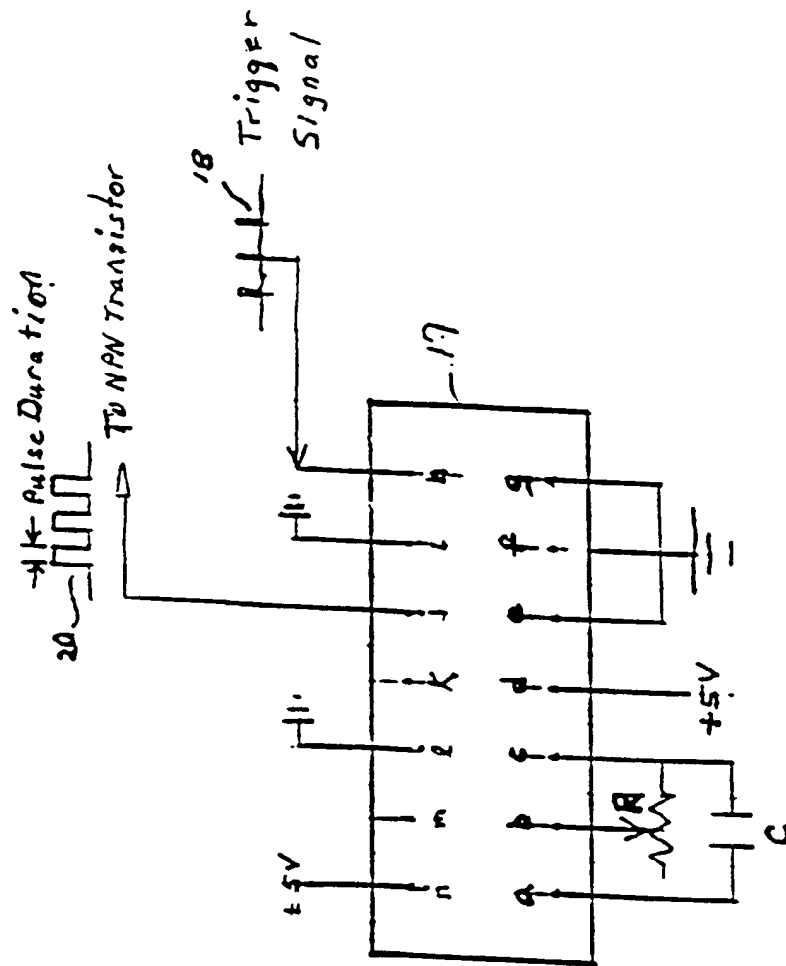 Pulse Duration
20
To NPN Transistor
18
Trigger
Signal
17
+5V
n m l K j i h
a b c d e f g
R
C
+5V